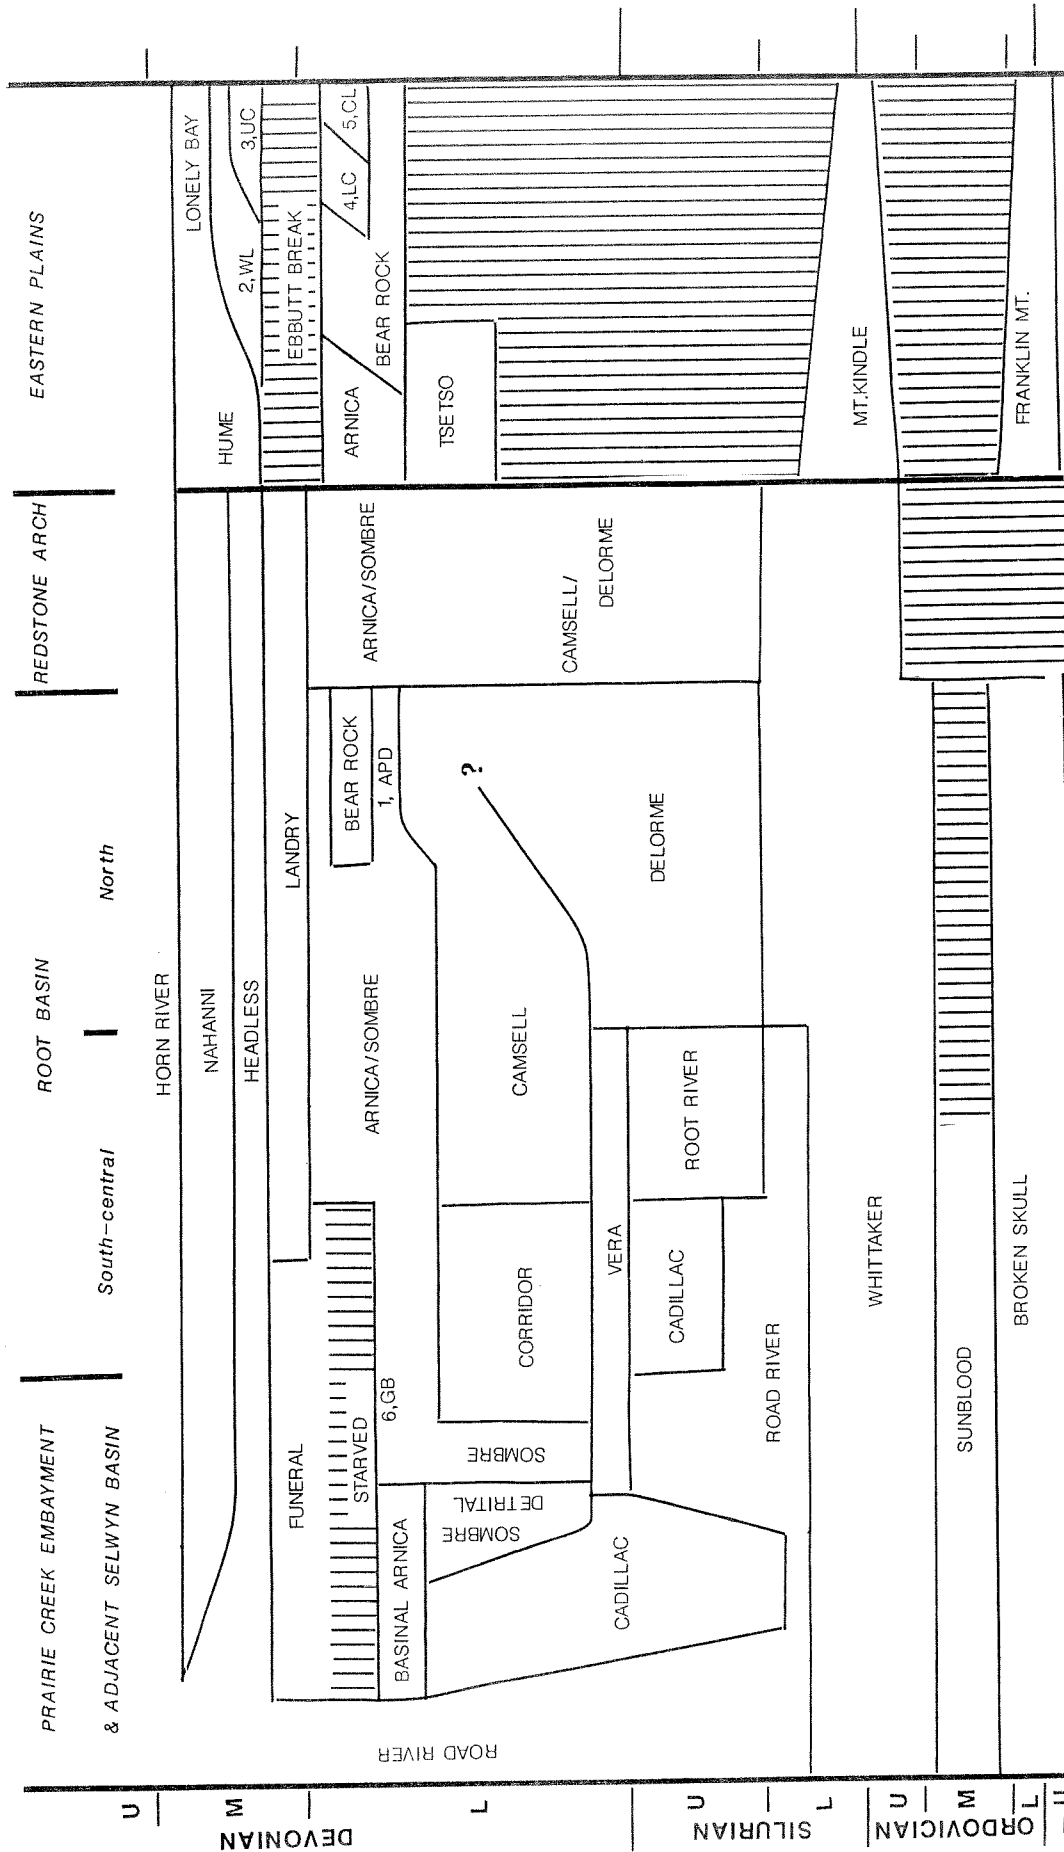 PRAIRIE CREEK EMBAYMENT
& ADJACENT SELWYN BASIN
ROOT BASIN
South-central
North
REDSTONE ARCH
EASTERN PLAINS
DEVONIAN
U
M
L
SILURIAN
U
L
ORDOVICIAN
U
M
L
HORN RIVER
NAHANNI
HEADLESS
LONELY BAY
HUME
2,WL
3,UC
FUNERAL
LANDRY
EBBUTT BREAK
STARVED
6,GB
ARNICA/SOMBRE
BEAR ROCK
1, APD
ARNICA/SOMBRE
ARNICA
BEAR ROCK
4,LC
5,CL
BASINAL ARNICA
SOMBRE
DETRITAL
SOMBRE
CORRIDOR
CAMSELL
?
CAMSELL/
DELORME
TSETSO
ROAD RIVER
CADILLAC
VERA
CADILLAC
ROOT RIVER
DELORME
ROAD RIVER
WHITTAKER
MT.KINDLE
SUNBLOOD
BROKEN SKULL
FRANKLIN MT.